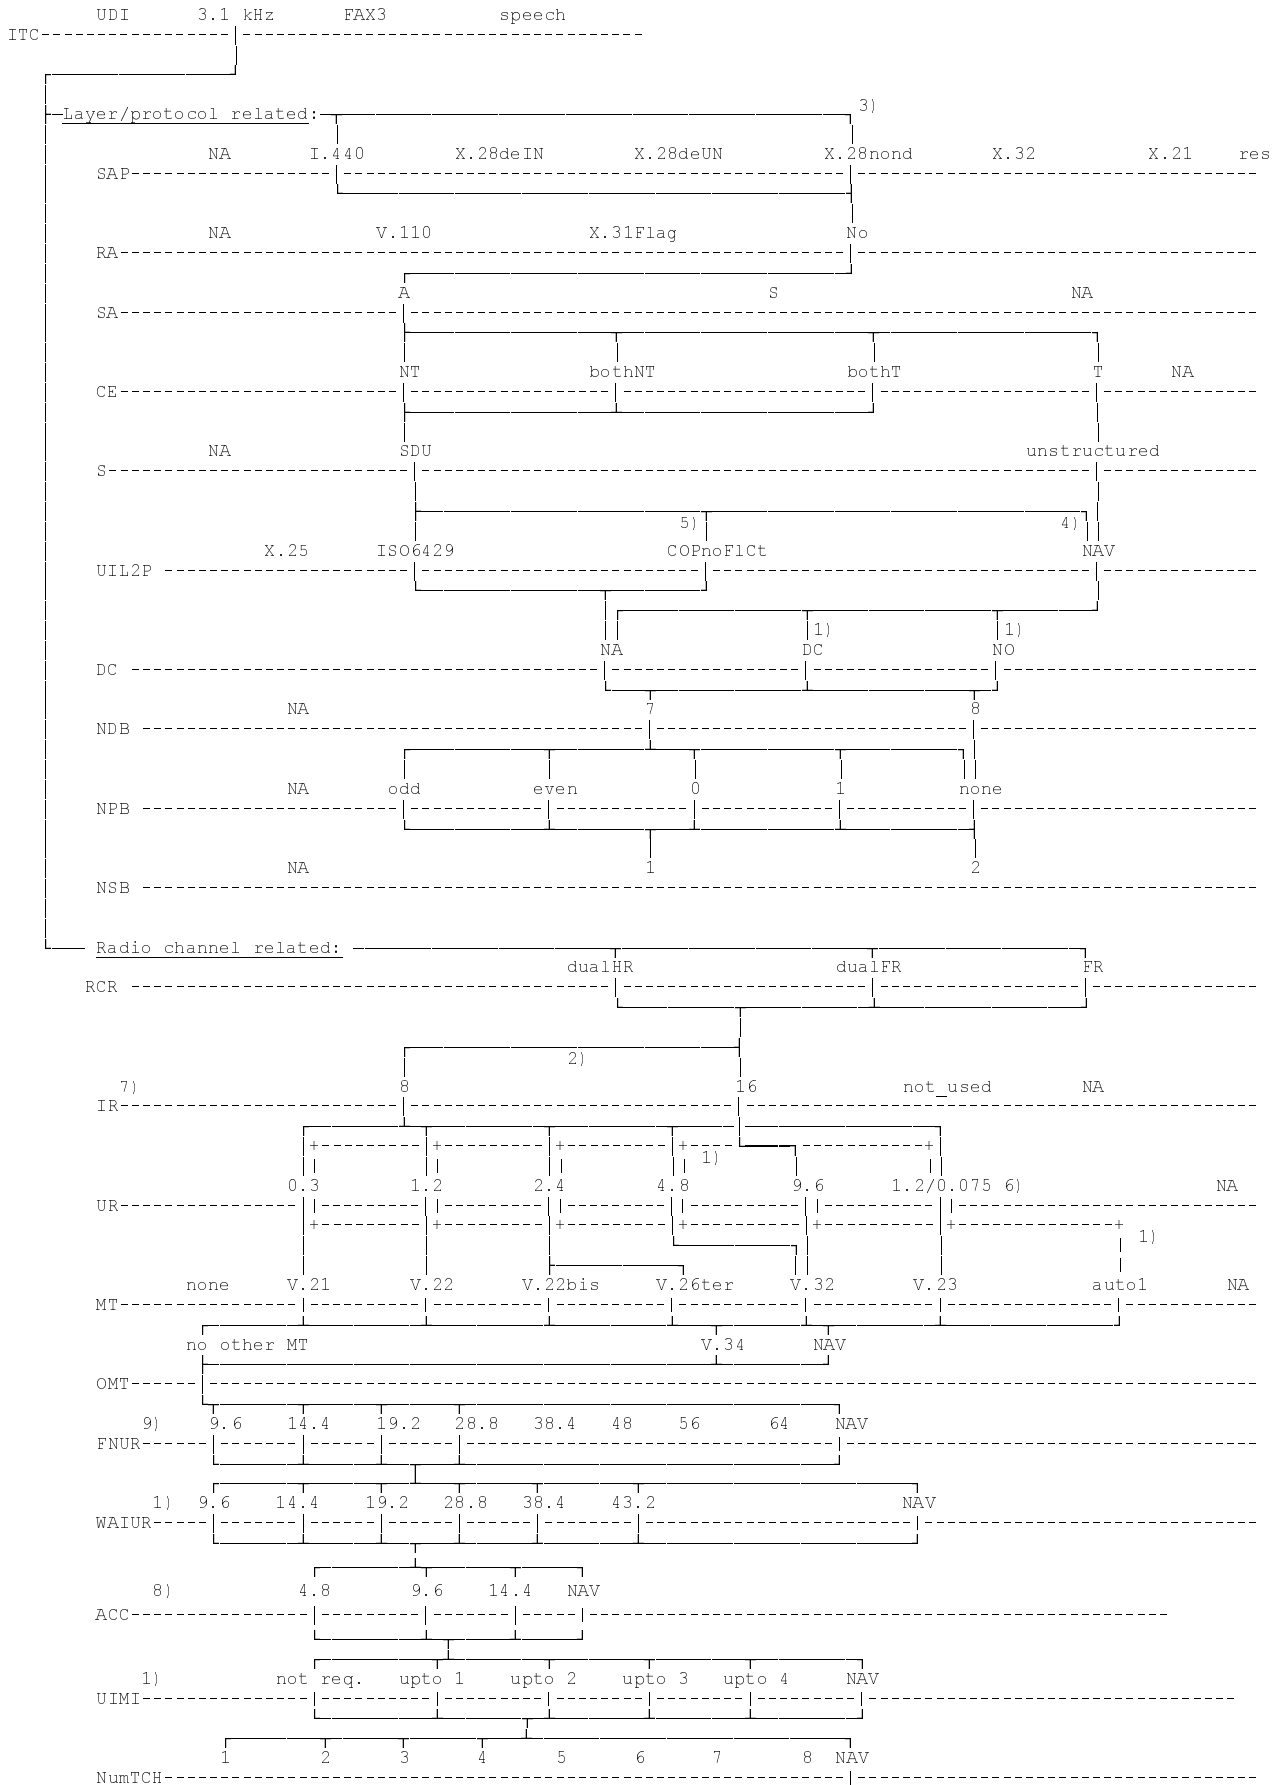 UDI 3.1 kHz FAX3 speech
ITC
Layer/protocol related: 3)
NA I.440 X.28deIN X.28deUN X.28nond X.32 X.21 res
SAP
NA V.110 X.31Flag No
RA
A S NA
SA
NT bothNT bothT T NA
CE
NA SDU unstructured
S
5) 4)
X.25 ISO6429 COPnoFlCt NAV
UIL2P
1) 1)
NA DC NO
DC
NA 7 8
NDB
NA odd even 0 1 none
NPB
NA 1 2
NSB
Radio channel related:
dualHR dualFR FR
RCR
2)
7) 8 16 not_used NA
IR
1)
0.3 1.2 2.4 4.8 9.6 1.2/0.075 6) NA
UR
1)
none V.21 V.22 V.22bis V.26ter V.32 V.23 auto1 NA
MT
no other MT V.34 NAV
OMT
9) 9.6 14.4 19.2 28.8 38.4 48 56 64 NAV
FNUR
1) 9.6 14.4 19.2 28.8 38.4 43.2 NAV
WAIUR
8) 4.8 9.6 14.4 NAV
ACC
1) not req. upto 1 upto 2 upto 3 upto 4 NAV
UIMI
1 2 3 4 5 6 7 8 NAV
NumTCH